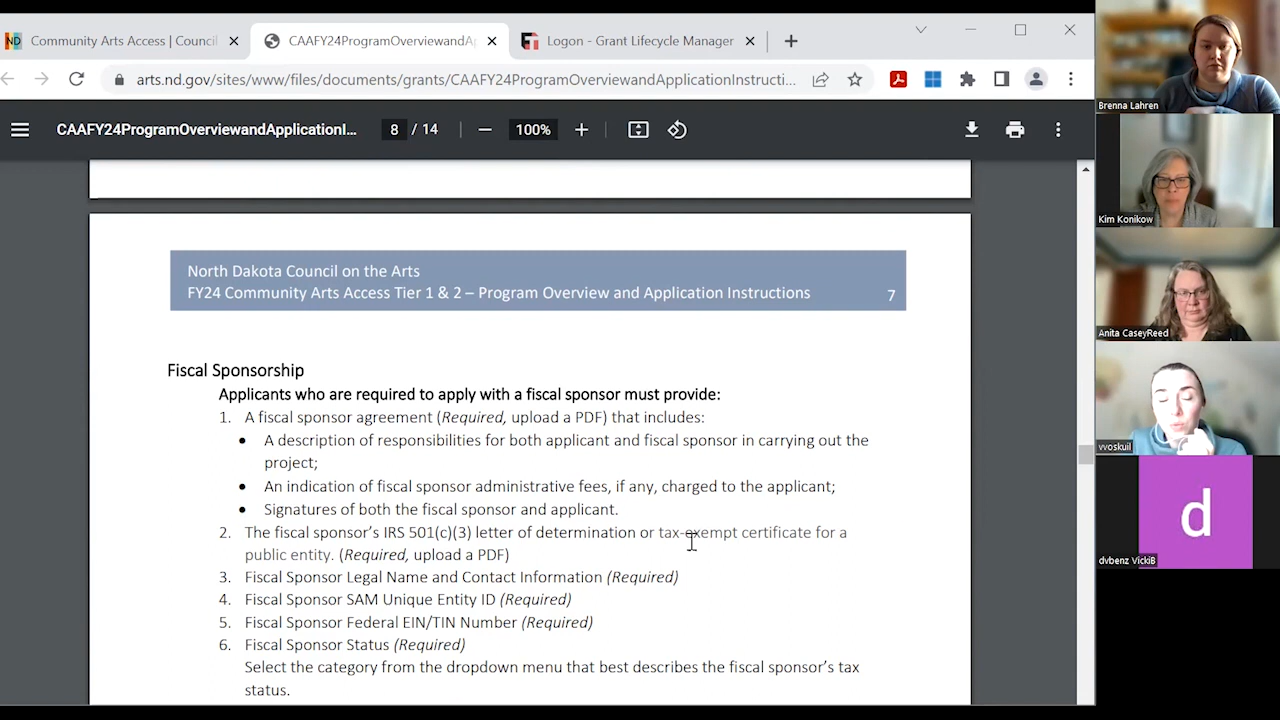 Community Arts Access | Council
CAAFY24ProgramOverviewandA
Logon - Grant Lifecycle Manager
arts.nd.gov/sites/www/files/documents/grants/CAAFY24ProgramOverviewandApplicationInstructi...
CAAFY24ProgramOverviewandApplicationI...
8 / 14
100%
North Dakota Council on the Arts
FY24 Community Arts Access Tier 1 & 2 – Program Overview and Application Instructions
7
Fiscal Sponsorship
Applicants who are required to apply with a fiscal sponsor must provide:
1. A fiscal sponsor agreement (Required, upload a PDF) that includes:
• A description of responsibilities for both applicant and fiscal sponsor in carrying out the
project;
• An indication of fiscal sponsor administrative fees, if any, charged to the applicant;
• Signatures of both the fiscal sponsor and applicant.
2. The fiscal sponsor’s IRS 501(c)(3) letter of determination or tax-exempt certificate for a
public entity. (Required, upload a PDF)
3. Fiscal Sponsor Legal Name and Contact Information (Required)
4. Fiscal Sponsor SAM Unique Entity ID (Required)
5. Fiscal Sponsor Federal EIN/TIN Number (Required)
6. Fiscal Sponsor Status (Required)
Select the category from the dropdown menu that best describes the fiscal sponsor’s tax
status.
Brenna Lahren
Kim Konikow
Anita CaseyReed
vvoskuil
d
dvbenz VickiB